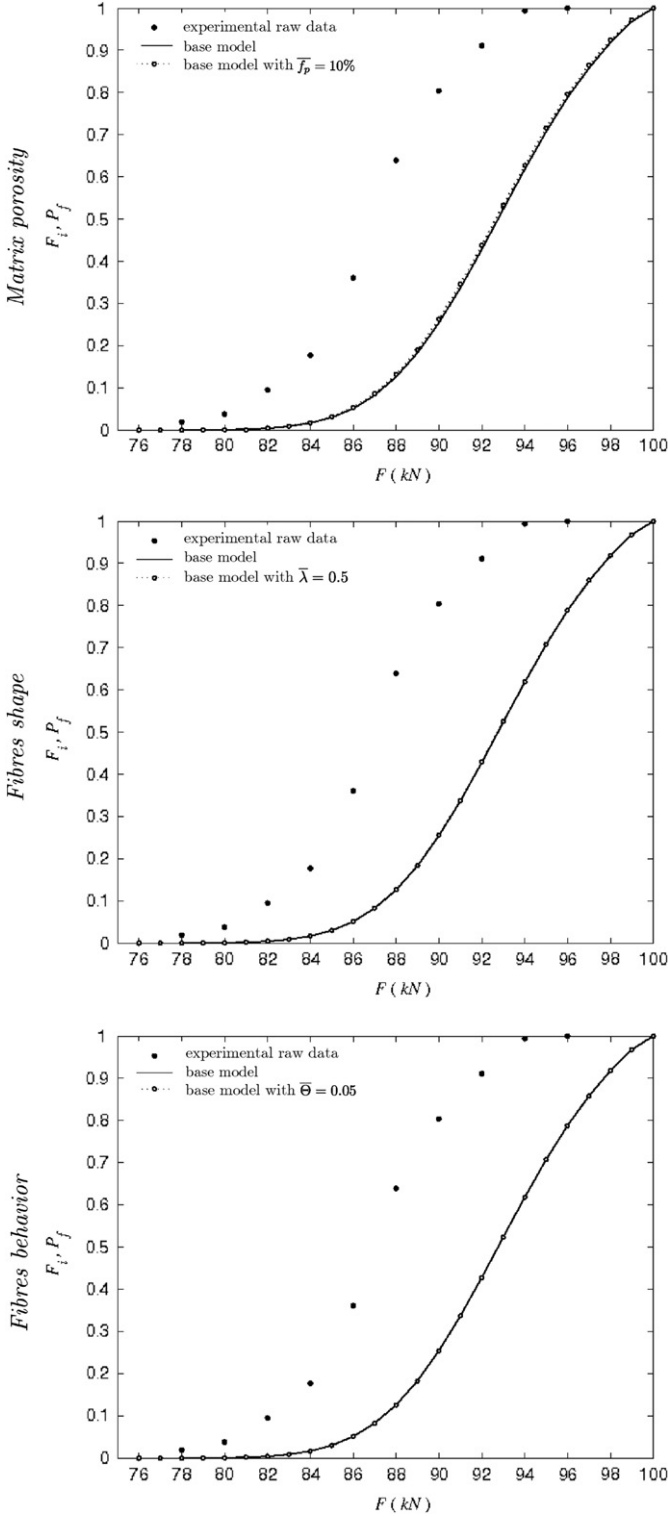 Matrix porosity
F_i, P_f
1
0.9
0.8
0.7
0.6
0.5
0.4
0.3
0.2
0.1
0
experimental raw data
base model
base model with \overline{f_p} = 10%
76 78 80 82 84 86 88 90 92 94 96 98 100
F ( kN )
Fibres shape
F_i, P_f
1
0.9
0.8
0.7
0.6
0.5
0.4
0.3
0.2
0.1
0
experimental raw data
base model
base model with \overline{λ} = 0.5
76 78 80 82 84 86 88 90 92 94 96 98 100
F ( kN )
Fibres behavior
F_i, P_f
1
0.9
0.8
0.7
0.6
0.5
0.4
0.3
0.2
0.1
0
experimental raw data
base model
base model with \overline{Θ} = 0.05
76 78 80 82 84 86 88 90 92 94 96 98 100
F ( kN )